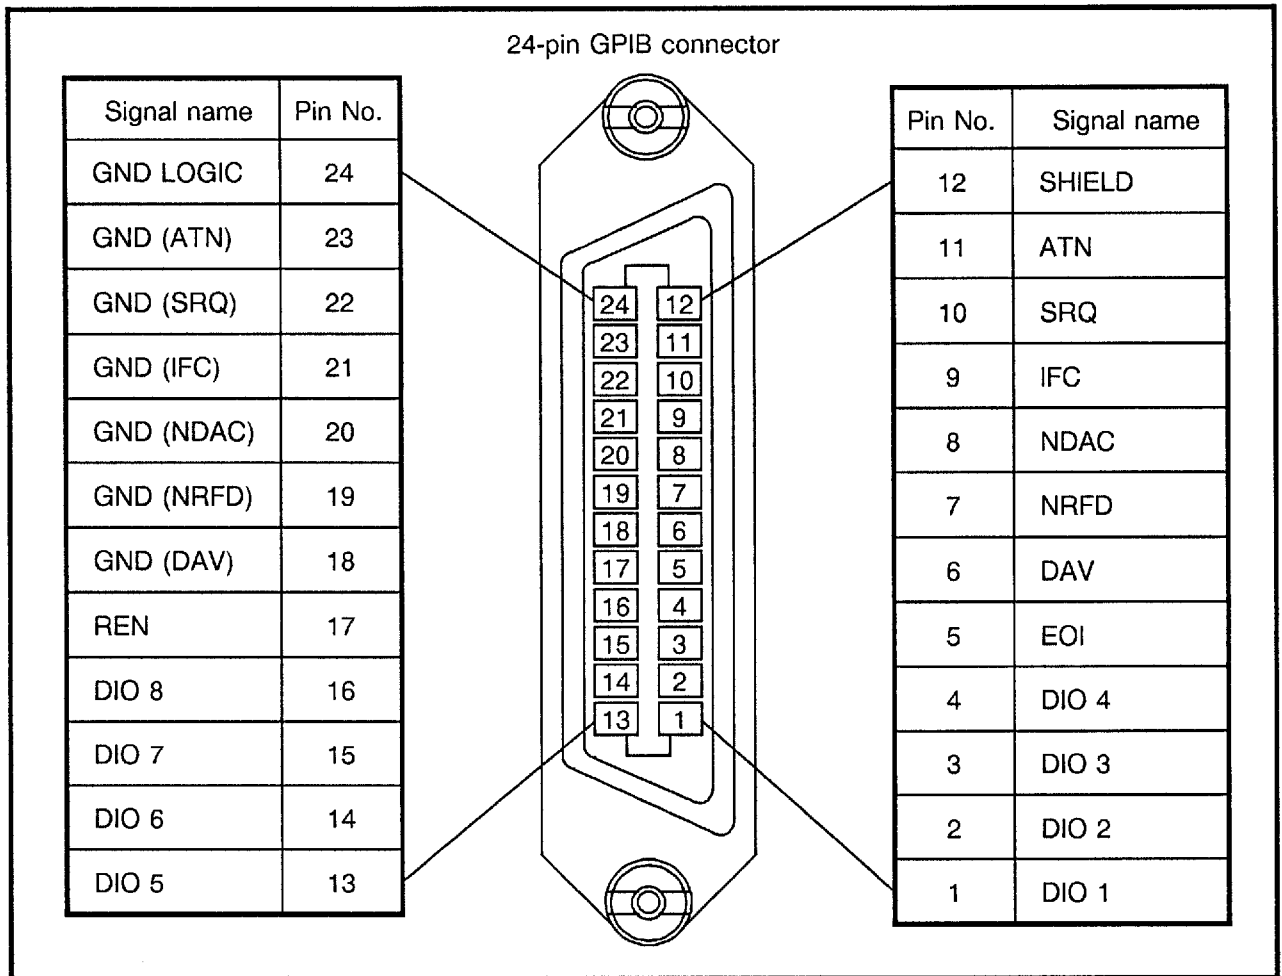 24-pin GPIB connector
Signal name Pin No.
GND LOGIC 24
GND (ATN) 23
GND (SRQ) 22
GND (IFC) 21
GND (NDAC) 20
GND (NRFD) 19
GND (DAV) 18
REN 17
DIO 8 16
DIO 7 15
DIO 6 14
DIO 5 13
24 12
23 11
22 10
21 9
20 8
19 7
18 6
17 5
16 4
15 3
14 2
13 1
Pin No. Signal name
12 SHIELD
11 ATN
10 SRQ
9 IFC
8 NDAC
7 NRFD
6 DAV
5 EOI
4 DIO 4
3 DIO 3
2 DIO 2
1 DIO 1